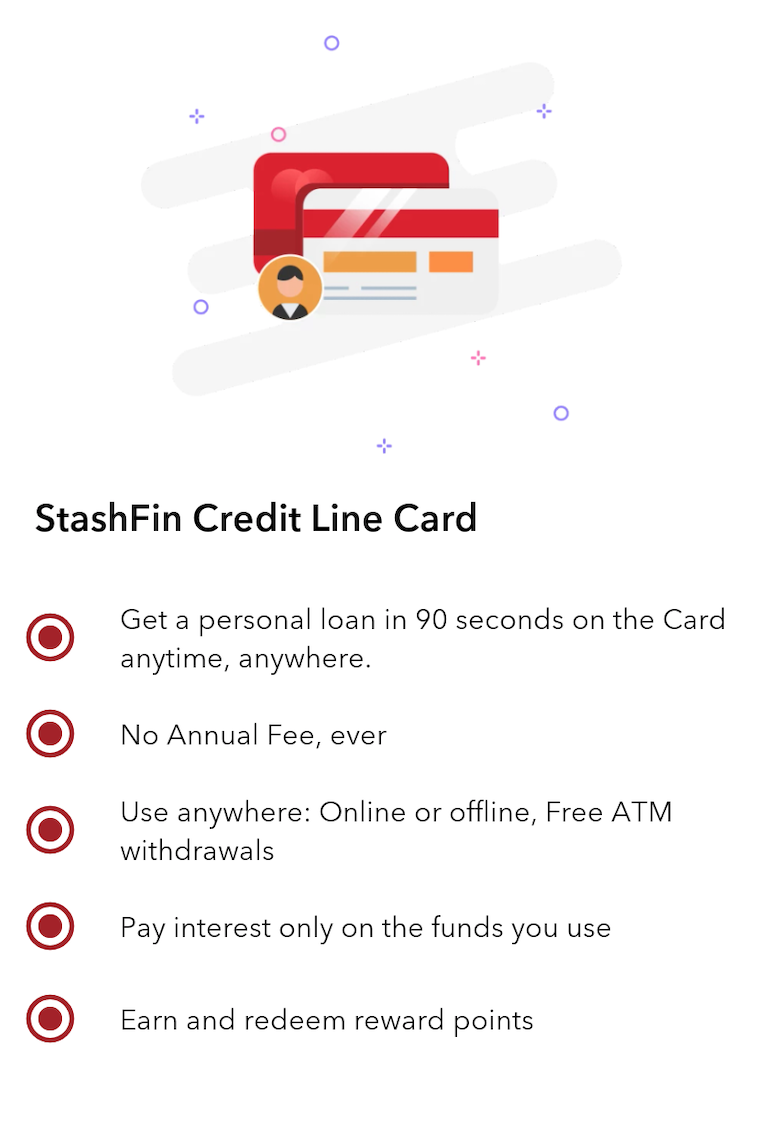 StashFin Credit Line Card
Get a personal loan in 90 seconds on the Card
anytime, anywhere.
No Annual Fee, ever
Use anywhere: Online or offline, Free ATM
withdrawals
Pay interest only on the funds you use
Earn and redeem reward points